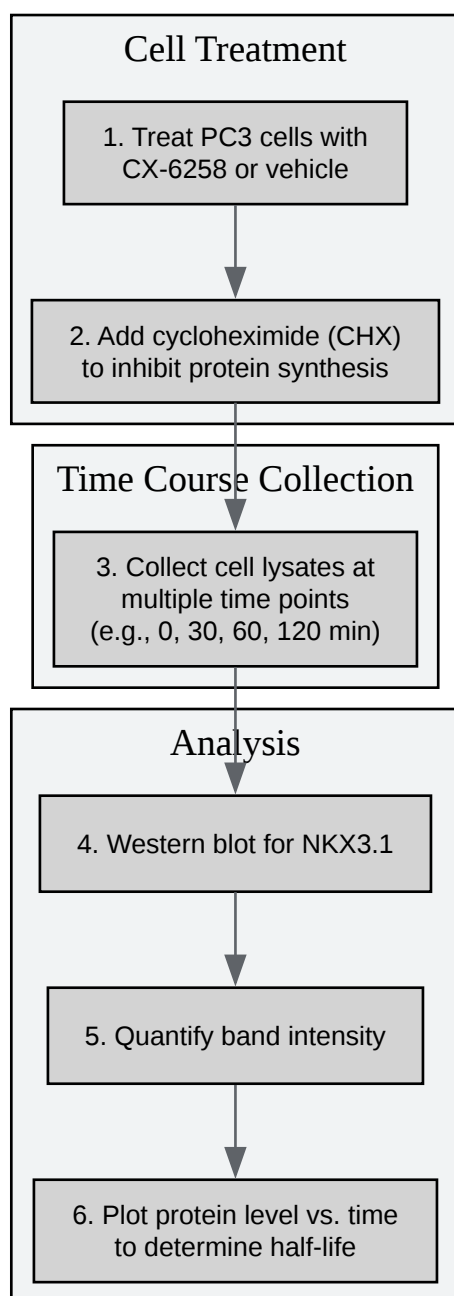 Cell Treatment
1. Treat PC3 cells with
CX-6258 or vehicle
2. Add cycloheximide (CHX)
to inhibit protein synthesis
Time Course Collection
3. Collect cell lysates at
multiple time points
(e.g., 0, 30, 60, 120 min)
Analysis
4. Western blot for NKX3.1
5. Quantify band intensity
6. Plot protein level vs. time
to determine half-life